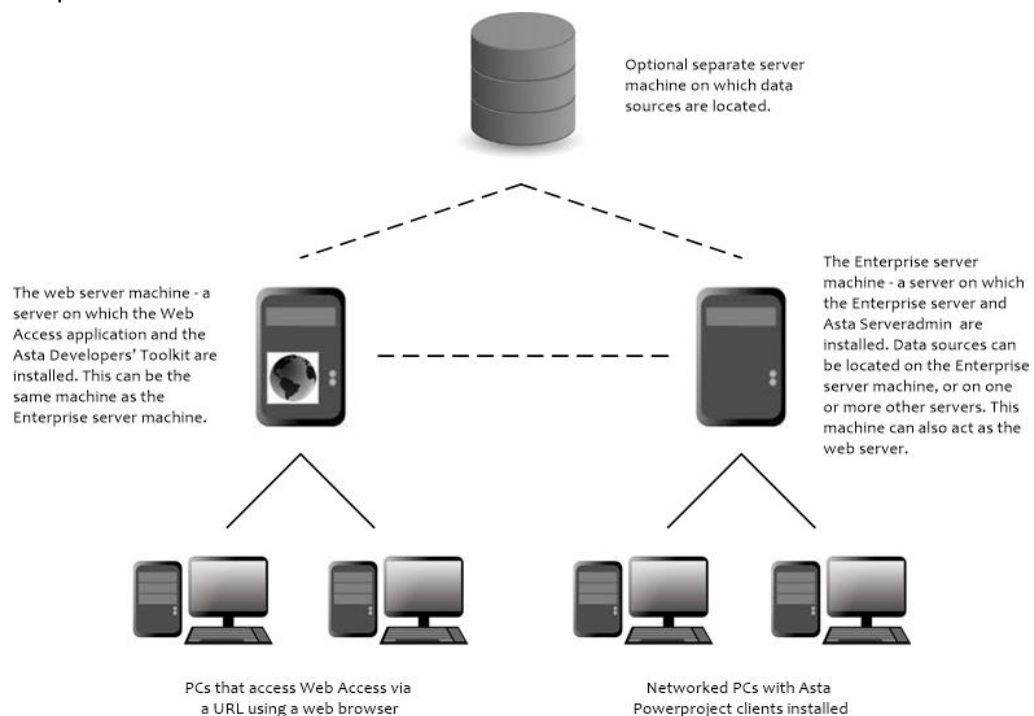 Optional separate server
machine on which data
sources are located.
The web server machine - a
server on which the Web
Access application and the
Asta Developers' Toolkit are
installed. This can be the
same machine as the
Enterprise server machine.
The Enterprise server
machine - a server on which
the Enterprise server and
Asta Serveradmin are
installed. Data sources can
be located on the Enterprise
server machine, or on one
or more other servers. This
machine can also act as the
web server.
PCs that access Web Access via
a URL using a web browser
Networked PCs with Asta
Powerproject clients installed